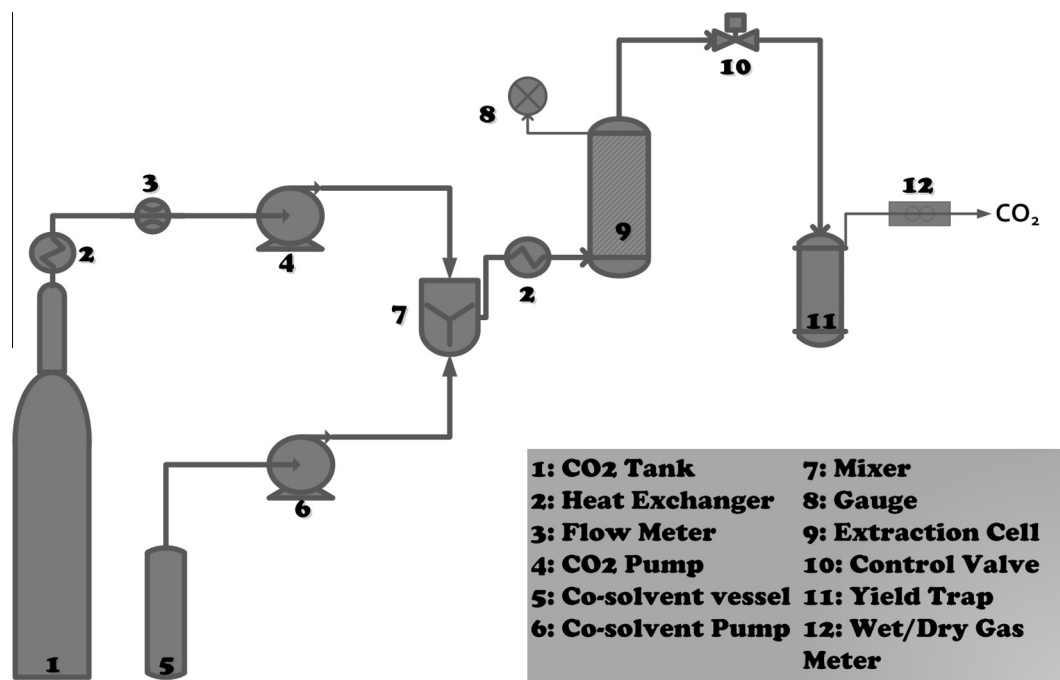 10
8
CO₂
12
3
9
2
4
2
7
11
6
1
5
1: CO2 Tank
2: Heat Exchanger
3: Flow Meter
4: CO2 Pump
5: Co-solvent vessel
6: Co-solvent Pump
7: Mixer
8: Gauge
9: Extraction Cell
10: Control Valve
11: Yield Trap
12: Wet/Dry Gas
Meter